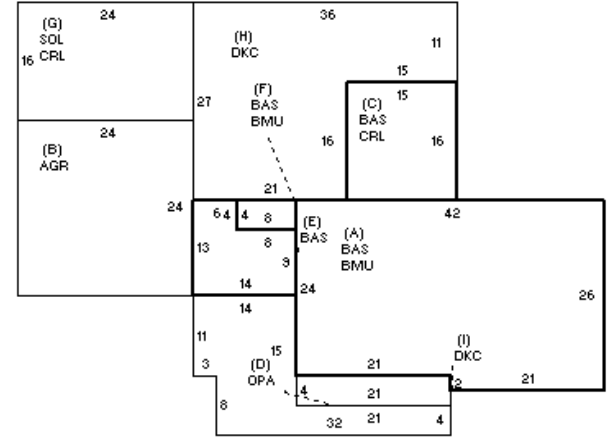 24
36
(G)
SOL
CRL
16
(H)
DKC
11
15
15
27
(F)
BAS
BMU
(C)
BAS
CRL
16
16
24
(B)
AGR
24
21
6 4
4
8
8
42
(E)
BAS
(A)
BAS
BMU
13
9
14
24
26
14
11
15
(I)
DKC
3
(D)
OPA
21
2
21
4
21
8
32
21
4